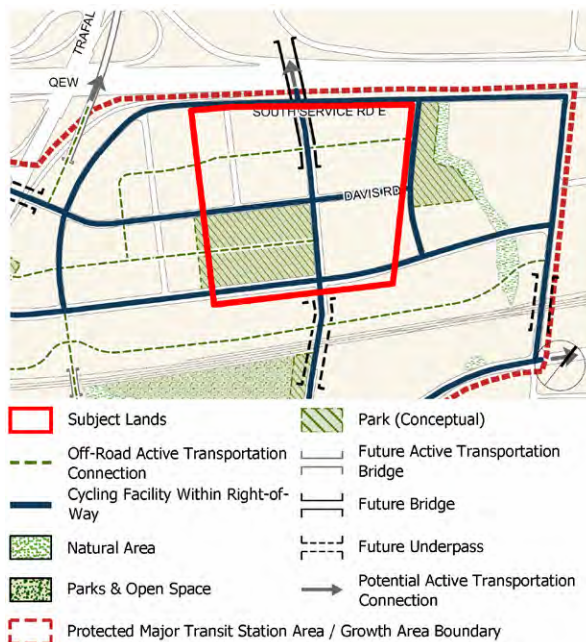 TRAFAL
QEW
SOUTH SERVICE RD E
DAVIS RD
Subject Lands
Off-Road Active Transportation
Connection
Cycling Facility Within Right-of-
Way
Natural Area
Parks & Open Space
Park (Conceptual)
Future Active Transportation
Bridge
Future Bridge
Future Underpass
Potential Active Transportation
Connection
Protected Major Transit Station Area / Growth Area Boundary